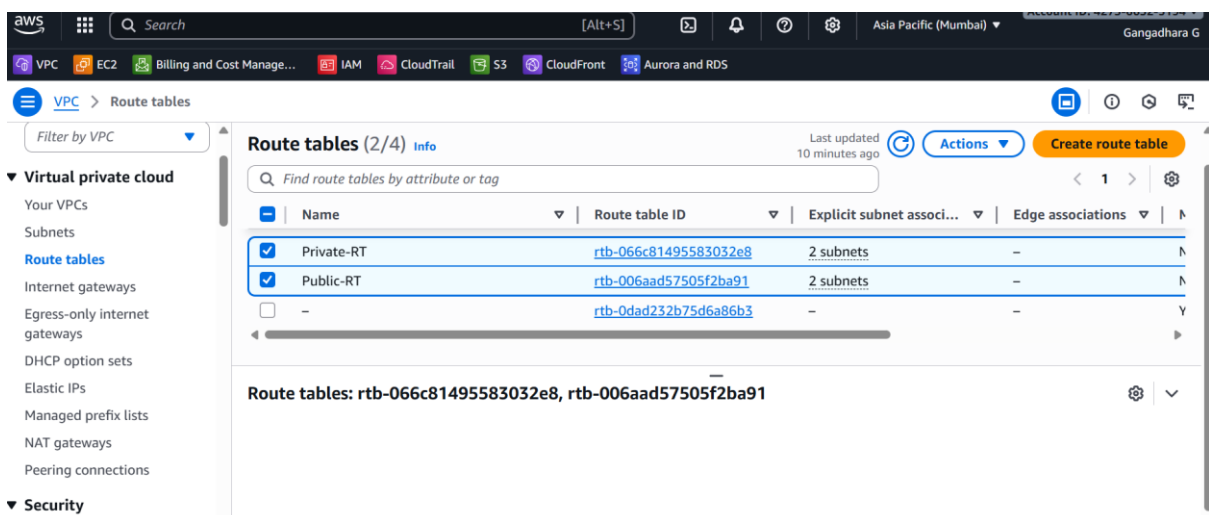 aws
Search [Alt+S] Asia Pacific (Mumbai)
Gangadhara G
VPC EC2 Billing and Cost Manage... IAM CloudTrail S3 CloudFront Aurora and RDS
VPC > Route tables
Filter by VPC
Virtual private cloud
Your VPCs
Subnets
Route tables
Internet gateways
Egress-only internet
gateways
DHCP option sets
Elastic IPs
Managed prefix lists
NAT gateways
Peering connections
Security
Route tables (2/4) Info
Last updated
10 minutes ago
Actions
Create route table
Find route tables by attribute or tag
1
Name Route table ID Explicit subnet associ... Edge associations
Private-RT rtb-066c81495583032e8 2 subnets –
Public-RT rtb-006aad57505f2ba91 2 subnets –
– rtb-0dad232b75d6a86b3 – –
Route tables: rtb-066c81495583032e8, rtb-006aad57505f2ba91